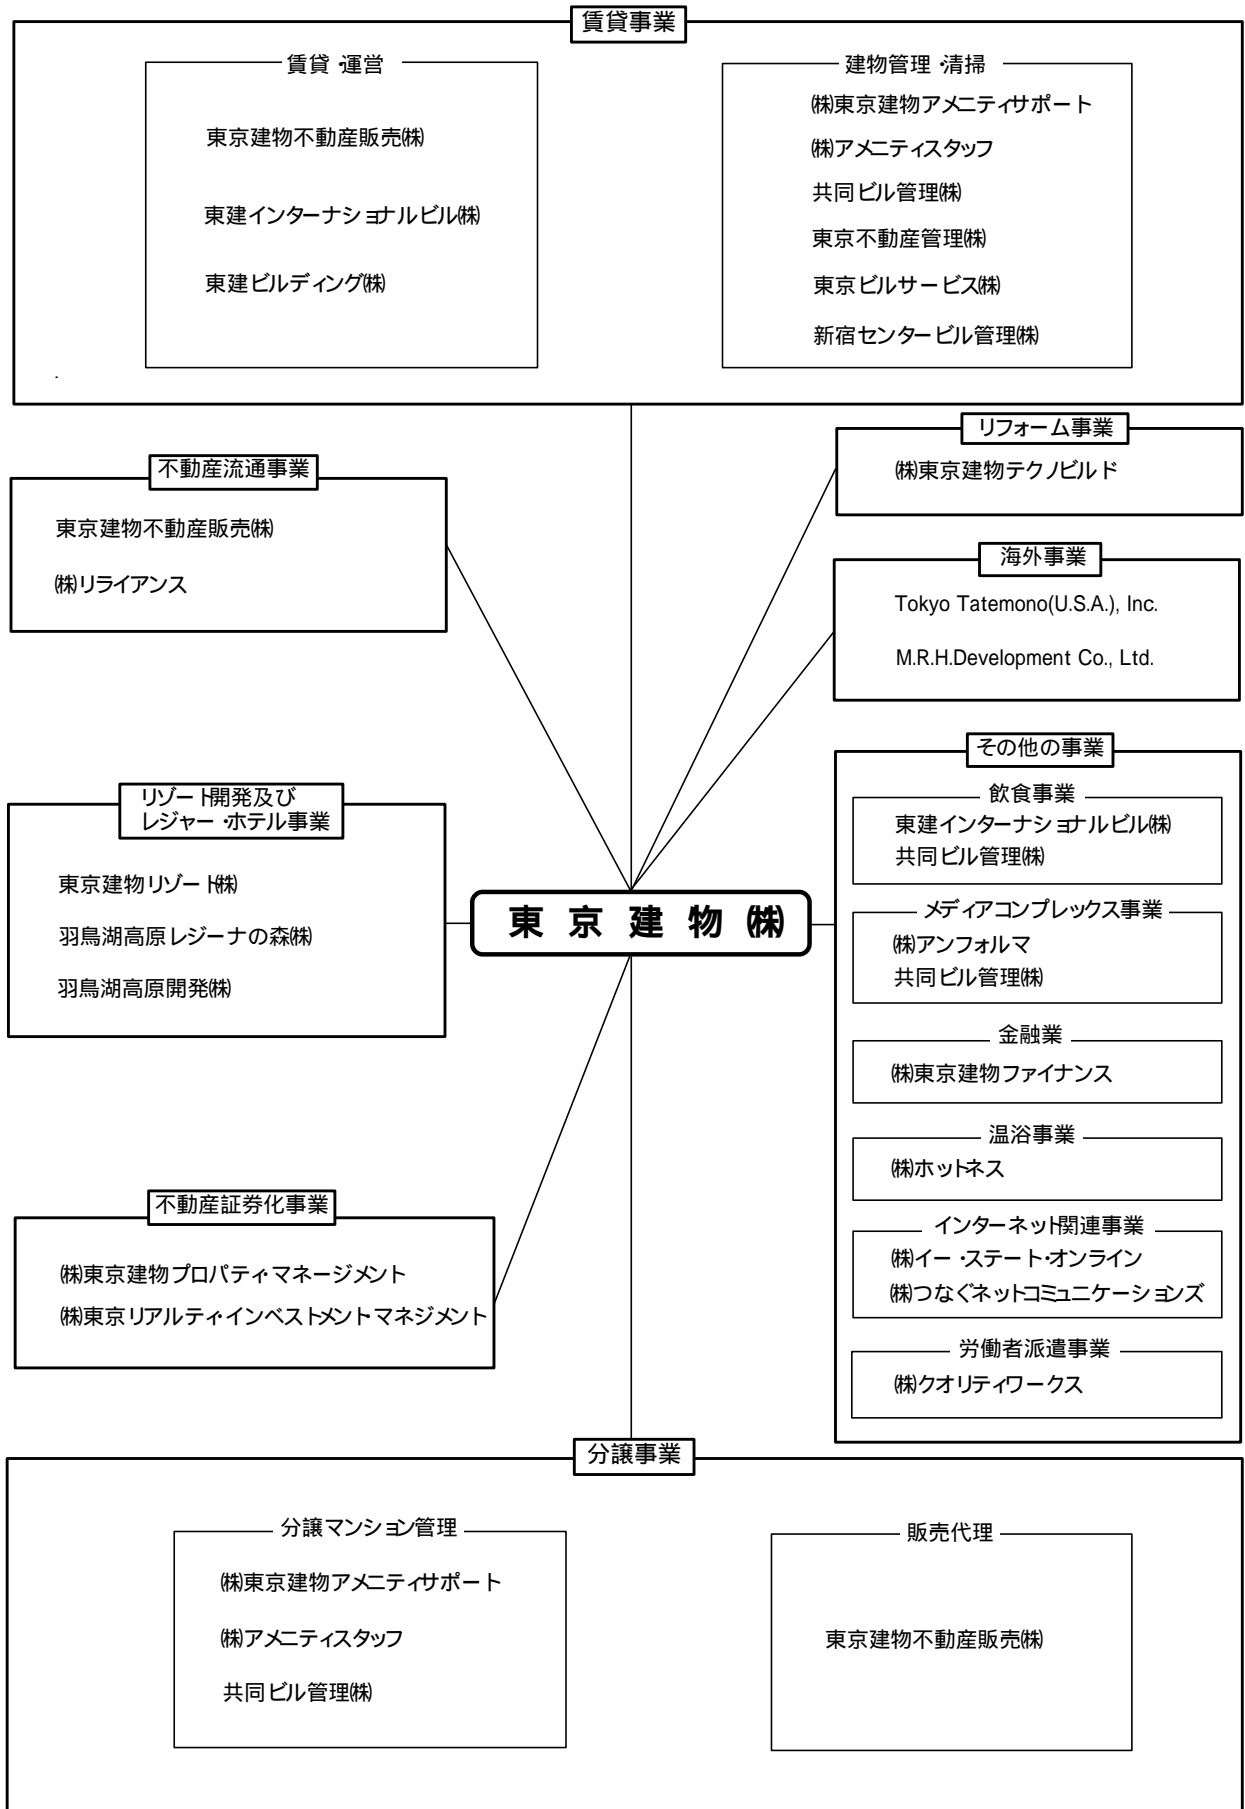 賃貸事業
賃貸・運営
東京建物不動産販売㈱
東建インターナショナルビル㈱
東建ビルディング㈱
建物管理・清掃
㈱東京建物アメニティサポート
㈱アメニティスタッフ
共同ビル管理㈱
東京不動産管理㈱
東京ビルサービス㈱
新宿センタービル管理㈱
不動産流通事業
東京建物不動産販売㈱
㈱リライアンス
リフォーム事業
㈱東京建物テクノビルド
海外事業
Tokyo Tatemono(U.S.A.), Inc.
M.R.H.Development Co., Ltd.
リゾート開発及び
レジャー・ホテル事業
東京建物リゾート㈱
羽鳥湖高原レジーナの森㈱
羽鳥湖高原開発㈱
東京建物㈱
その他の事業
飲食事業
東建インターナショナルビル㈱
共同ビル管理㈱
メディアコンプレックス事業
㈱アンフォルマ
共同ビル管理㈱
金融業
㈱東京建物ファイナンス
温浴事業
㈱ホットネス
インターネット関連事業
㈱イー・ステート・オンライン
㈱つなぐネットコミュニケーションズ
労働者派遣事業
㈱クオリティワークス
不動産証券化事業
㈱東京建物プロパティ・マネージメント
㈱東京リアルティ・インベストメント・マネジメント
分譲事業
分譲マンション管理
㈱東京建物アメニティサポート
㈱アメニティスタッフ
共同ビル管理㈱
販売代理
東京建物不動産販売㈱